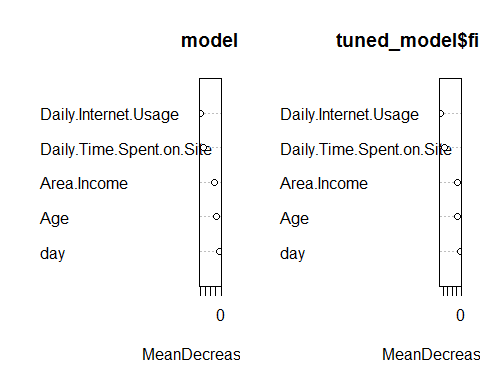 model
Daily.Internet.Usage
Daily.Time.Spent.on.Site
Area.Income
Age
day
0
MeanDecreas
tuned_model$fi
Daily.Internet.Usage
Daily.Time.Spent.on.Site
Area.Income
Age
day
0
MeanDecreas